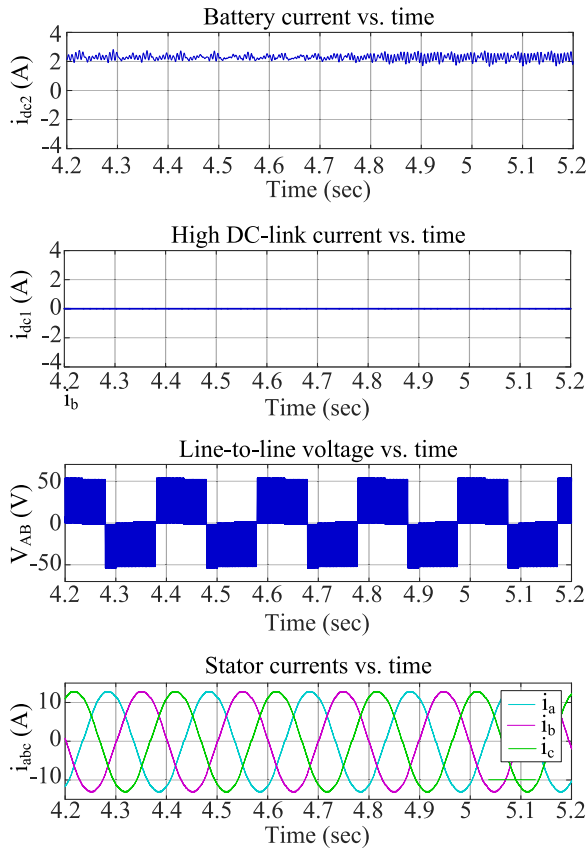 Battery current vs. time
4
2
0
-2
-4
i_dc2 (A)
4.2 4.3 4.4 4.5 4.6 4.7 4.8 4.9 5 5.1 5.2
Time (sec)
High DC-link current vs. time
4
2
0
-2
-4
i_dc1 (A)
4.2 4.3 4.4 4.5 4.6 4.7 4.8 4.9 5 5.1 5.2
i_b
Time (sec)
Line-to-line voltage vs. time
50
0
-50
V_AB (V)
4.2 4.3 4.4 4.5 4.6 4.7 4.8 4.9 5 5.1 5.2
Time (sec)
Stator currents vs. time
10
0
-10
i_abc (A)
i_a
i_b
i_c
4.2 4.3 4.4 4.5 4.6 4.7 4.8 4.9 5 5.1 5.2
Time (sec)